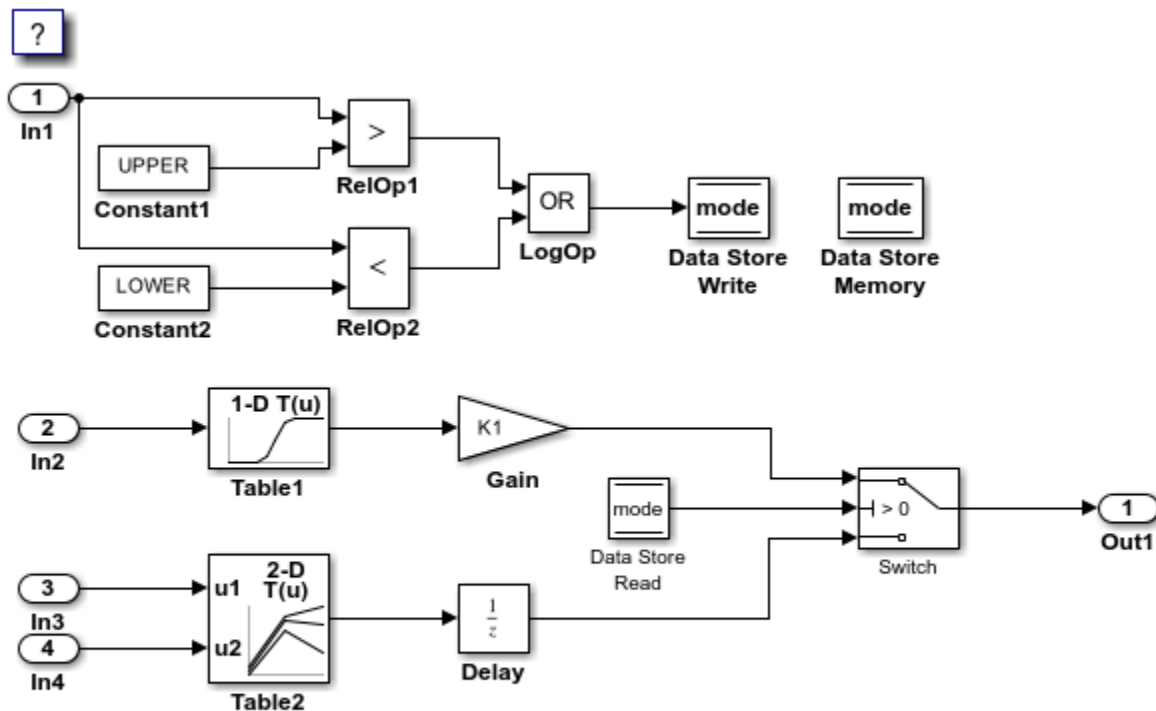 ?
1
In1
UPPER
Constant1
>
RelOp1
LOWER
Constant2
<
RelOp2
OR
LogOp
mode
Data Store
Write
mode
Data Store
Memory
2
In2
1-D T(u)
Table1
K1
Gain
mode
Data Store
Read
> 0
Switch
1
Out1
3
In3
4
In4
u1
u2
2-D
T(u)
Table2
1
z
Delay